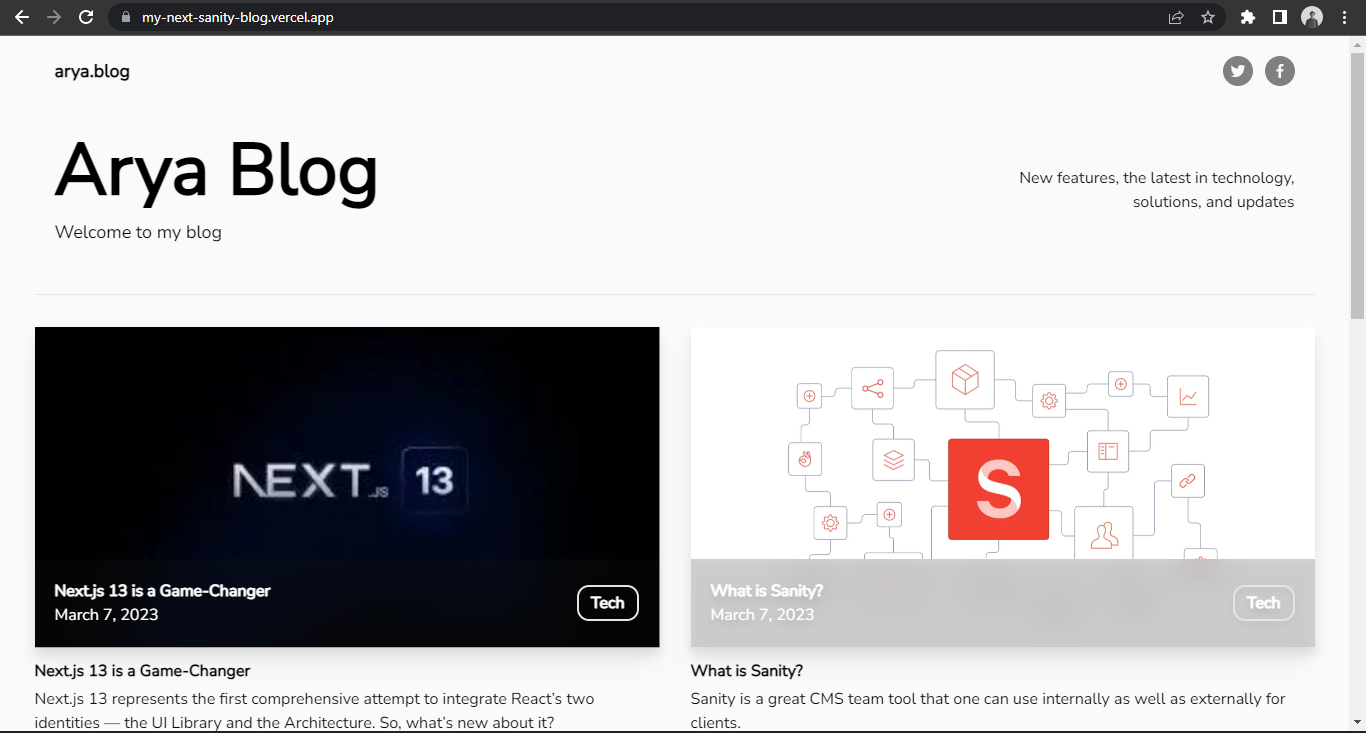 my-next-sanity-blog.vercel.app
arya.blog
Arya Blog
Welcome to my blog
New features, the latest in technology,
solutions, and updates
NEXT.JS 13
Next.js 13 is a Game-Changer
March 7, 2023
Tech
Next.js 13 is a Game-Changer
Next.js 13 represents the first comprehensive attempt to integrate React’s two
identities — the UI Library and the Architecture. So, what’s new about it?
S
What is Sanity?
March 7, 2023
Tech
What is Sanity?
Sanity is a great CMS team tool that one can use internally as well as externally for
clients.